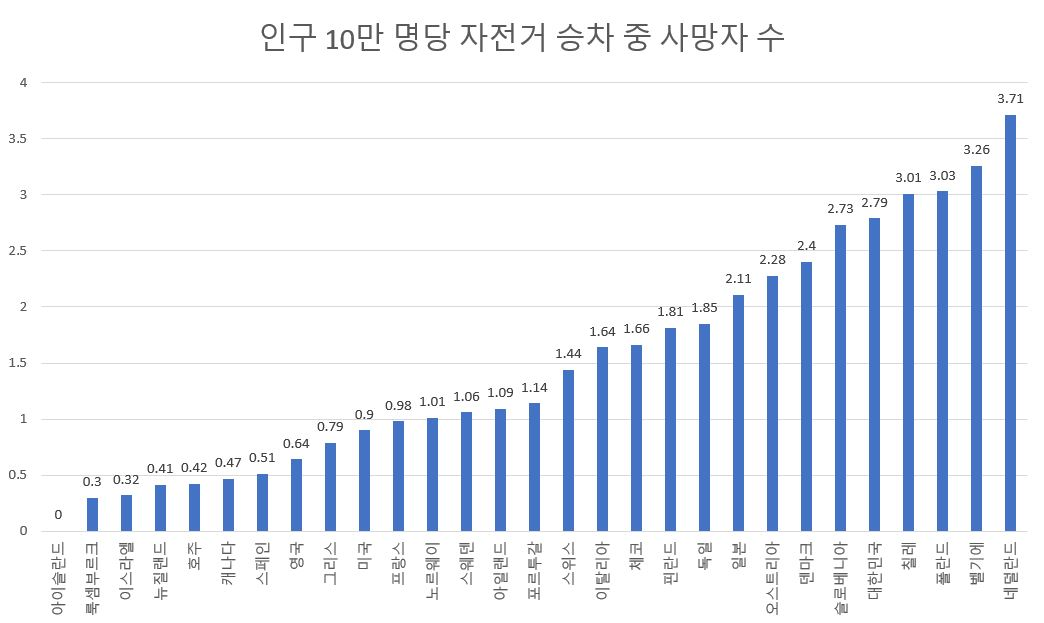 인구 10만 명당 자전거 승차 중 사망자 수
4
3.5
3
2.5
2
1.5
1
0.5
0
0
0.3
0.32
0.41
0.42
0.47
0.51
0.64
0.79
0.9
0.98
1.01
1.06
1.09
1.14
1.44
1.64
1.66
1.81
1.85
2.11
2.28
2.4
2.73
2.79
3.01
3.03
3.26
3.71
아이슬란드
룩셈부르크
이스라엘
뉴질랜드
호주
캐나다
스페인
영국
그리스
미국
프랑스
노르웨이
스웨덴
아일랜드
포르투갈
스위스
이탈리아
체코
핀란드
독일
일본
오스트리아
덴마크
슬로베니아
대한민국
칠레
폴란드
벨기에
네덜란드